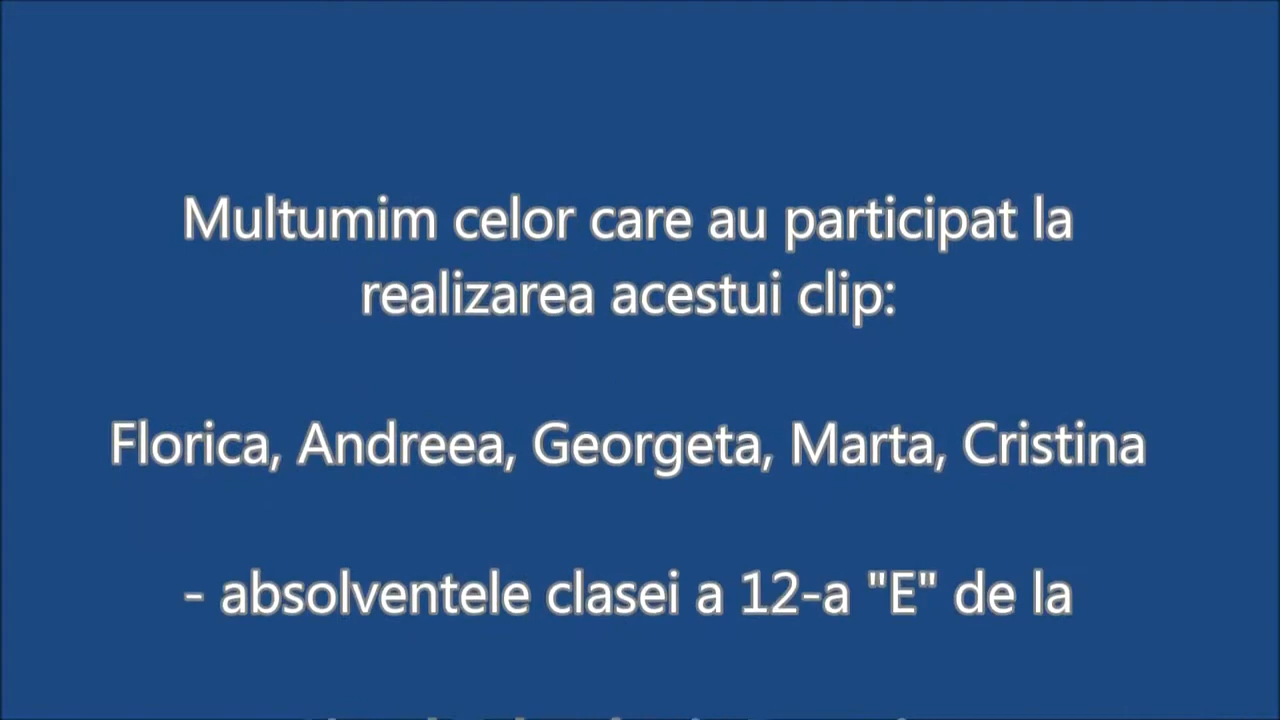 Multumim celor care au participat la
realizarea acestui clip:
Florica, Andreea, Georgeta, Marta, Cristina
- absolventele clasei a 12-a "E" de la